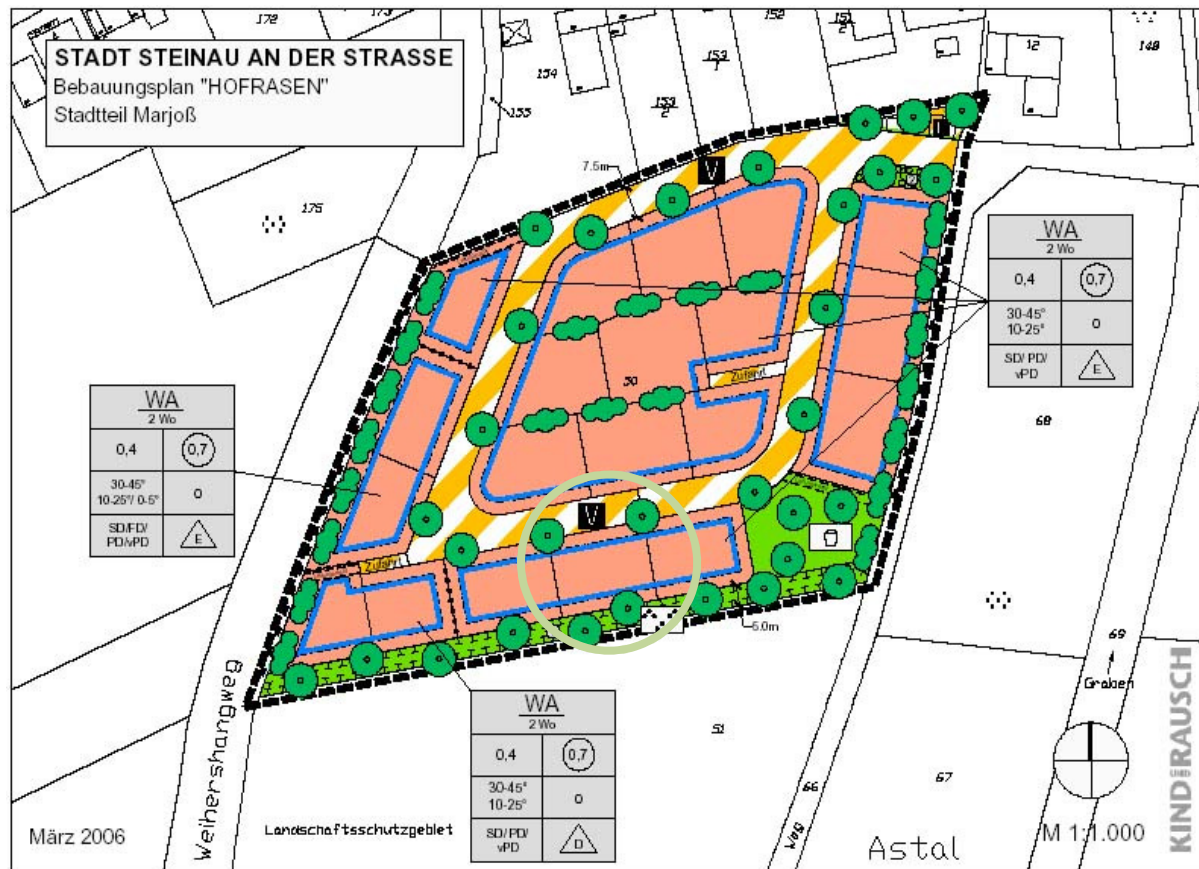 STADT STEINAU AN DER STRASSE
Bebauungsplan "HOFRASEN"
Stadtteil Marjoß
172
173
154
155
153
1
153
2
152
151
2
12
148
175
7.5m
V
50
Zufahrt
WA
2 Wo
0,4
0,7
30-45°
10-25°
o
SD/ PD/
vPD
E
68
WA
2 Wo
0,4
0,7
30-45°
10-25°/ 0-5°
o
SD/FD/
PD/vPD
E
V
Zufahrt
5.0m
69
Graben
WA
2 Wo
0,4
0,7
30-45°
10-25°
o
SD/ PD/
vPD
D
51
66
67
Weihershangweg
Weg
Landschaftsschutzgebiet
Astal
März 2006
M 1:1.000
KIND UND RAUSCH